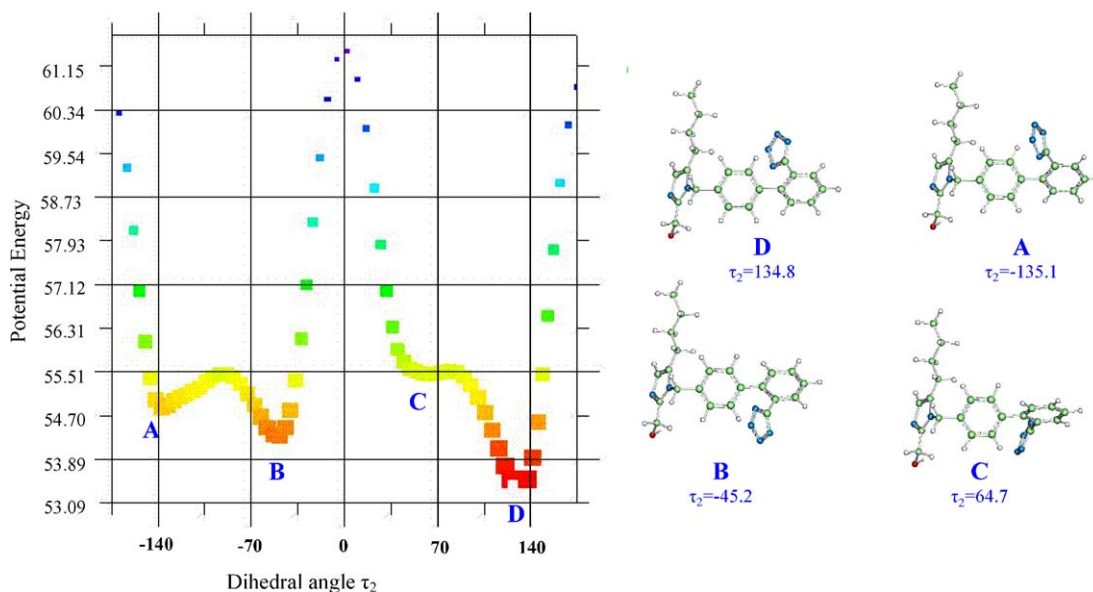 Potential Energy
61.15
60.34
59.54
58.73
57.93
57.12
56.31
55.51
54.70
53.89
53.09
A
B
C
D
-140
-70
0
70
140
Dihedral angle τ₂
D
τ₂=134.8
A
τ₂=-135.1
B
τ₂=-45.2
C
τ₂=64.7